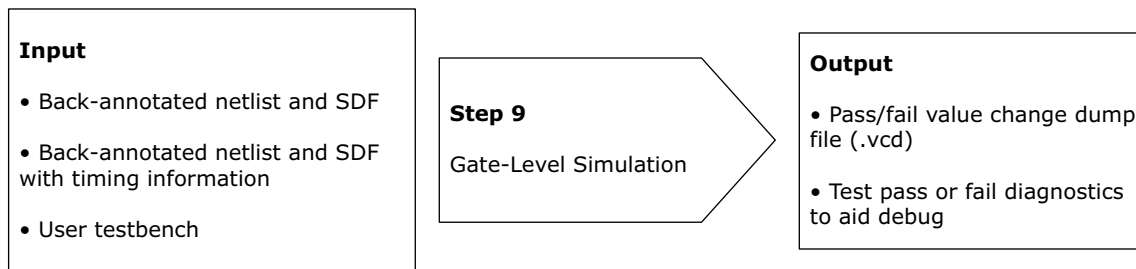 Input
• Back-annotated netlist and SDF
• Back-annotated netlist and SDF
with timing information
• User testbench
Step 9
Gate-Level Simulation
Output
• Pass/fail value change dump
file (.vcd)
• Test pass or fail diagnostics
to aid debug